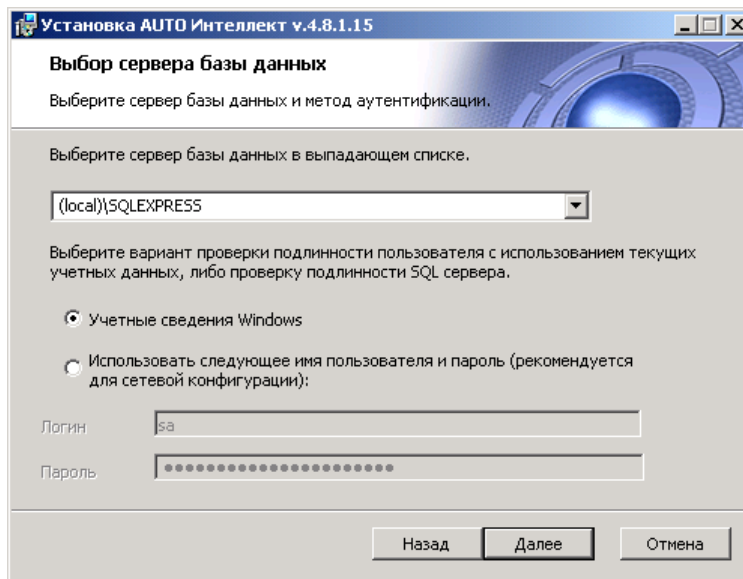 Установка AUTO Интеллект v.4.8.1.15
Выбор сервера базы данных
Выберите сервер базы данных и метод аутентификации.
Выберите сервер базы данных в выпадающем списке.
(local)\SQLEXPRESS
Выберите вариант проверки подлинности пользователя с использованием текущих
учетных данных, либо проверку подлинности SQL сервера.
Учетные сведения Windows
Использовать следующее имя пользователя и пароль (рекомендуется
для сетевой конфигурации):
Логин
sa
Пароль
Назад
Далее
Отмена